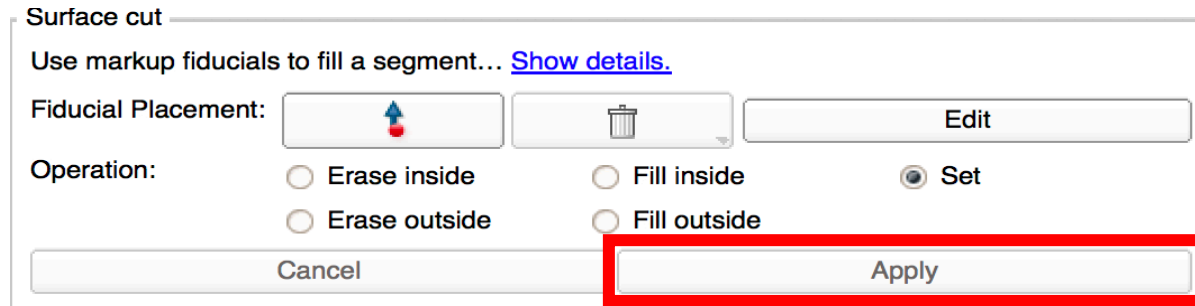 Surface cut
Use markup fiducials to fill a segment… Show details.
Fiducial Placement: Edit
Operation: Erase inside Fill inside Set
Erase outside Fill outside
Cancel Apply